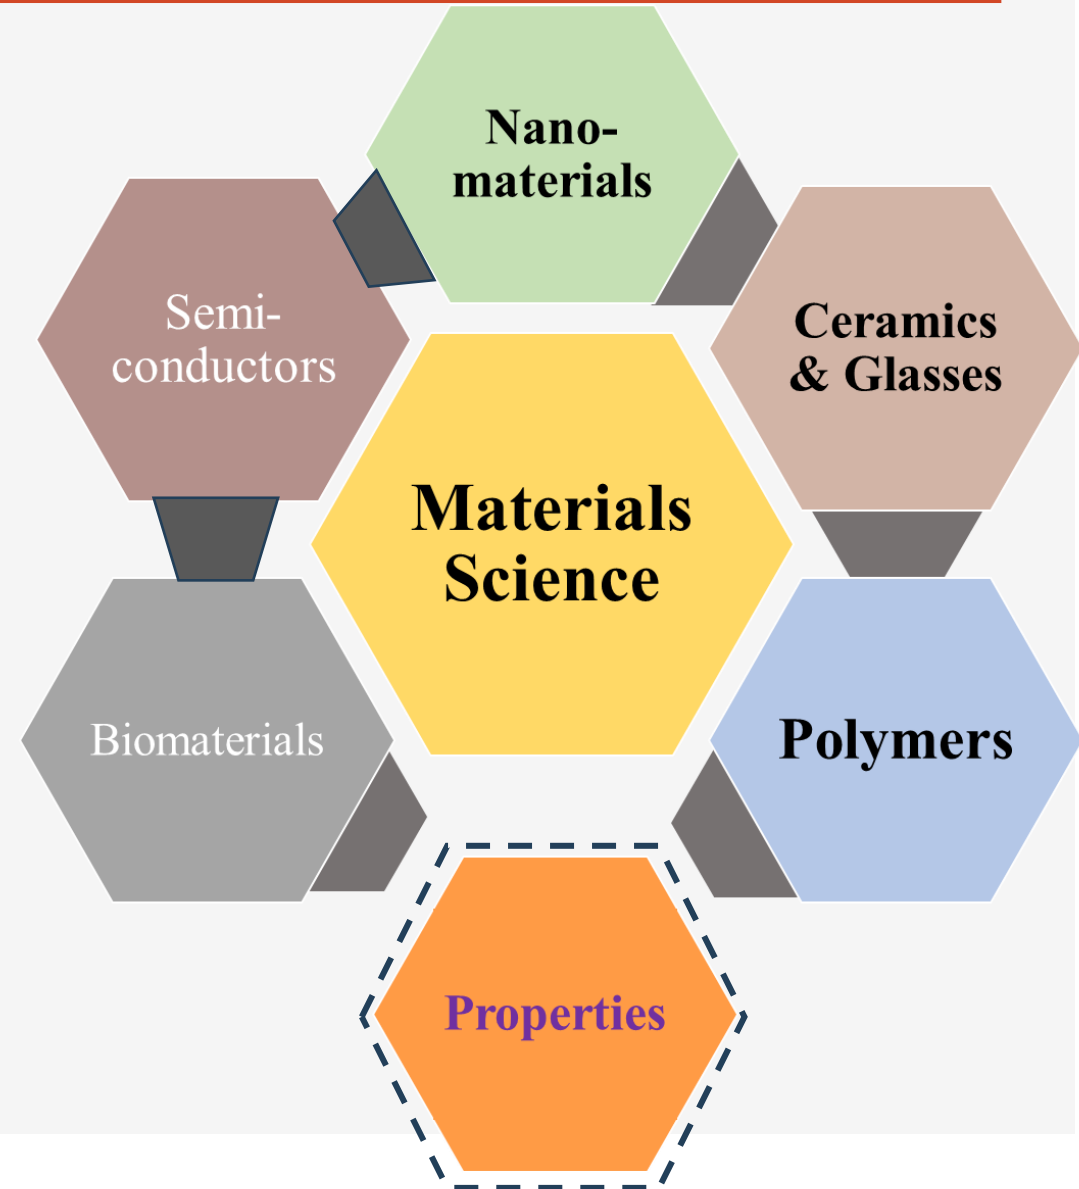 Nano-
materials
Semi-
conductors
Ceramics
& Glasses
Materials
Science
Biomaterials
Polymers
Properties